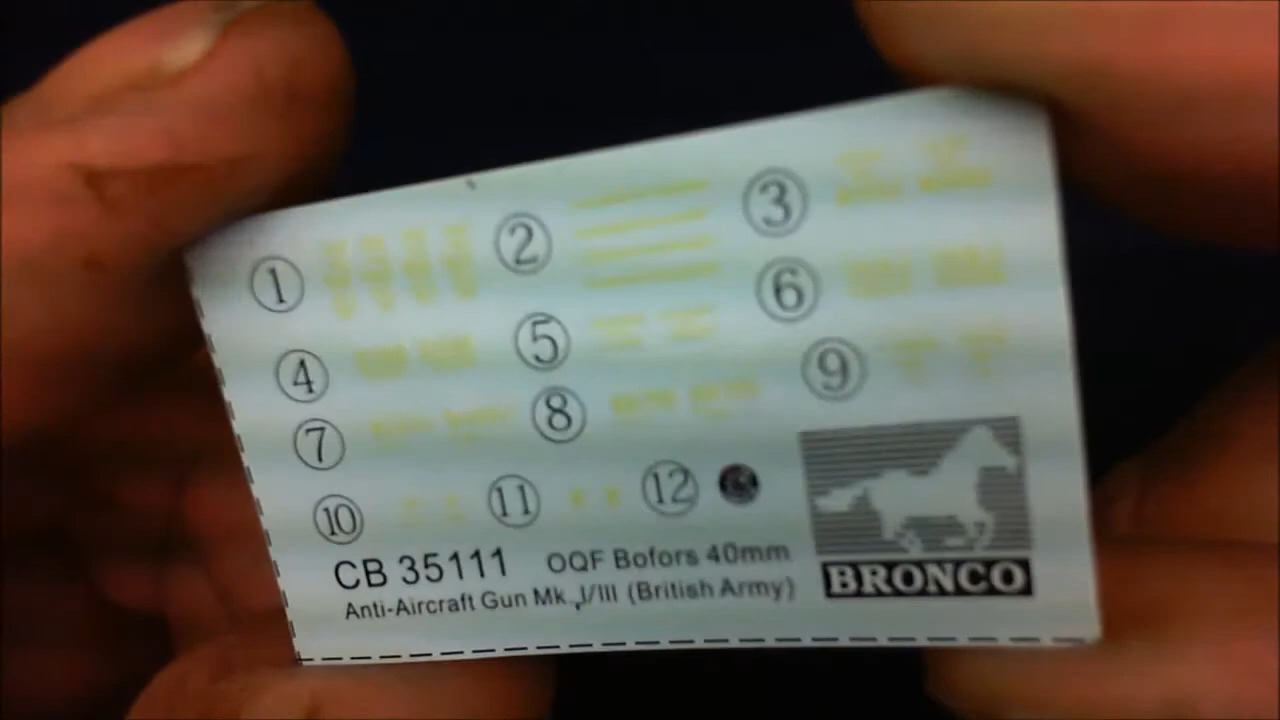 ① ② ③
④ ⑤ ⑥
⑦ ⑧ ⑨
⑩ ⑪ ⑫
CB 35111 OQF Bofors 40mm
Anti-Aircraft Gun Mk.I/III (British Army)
BRONCO